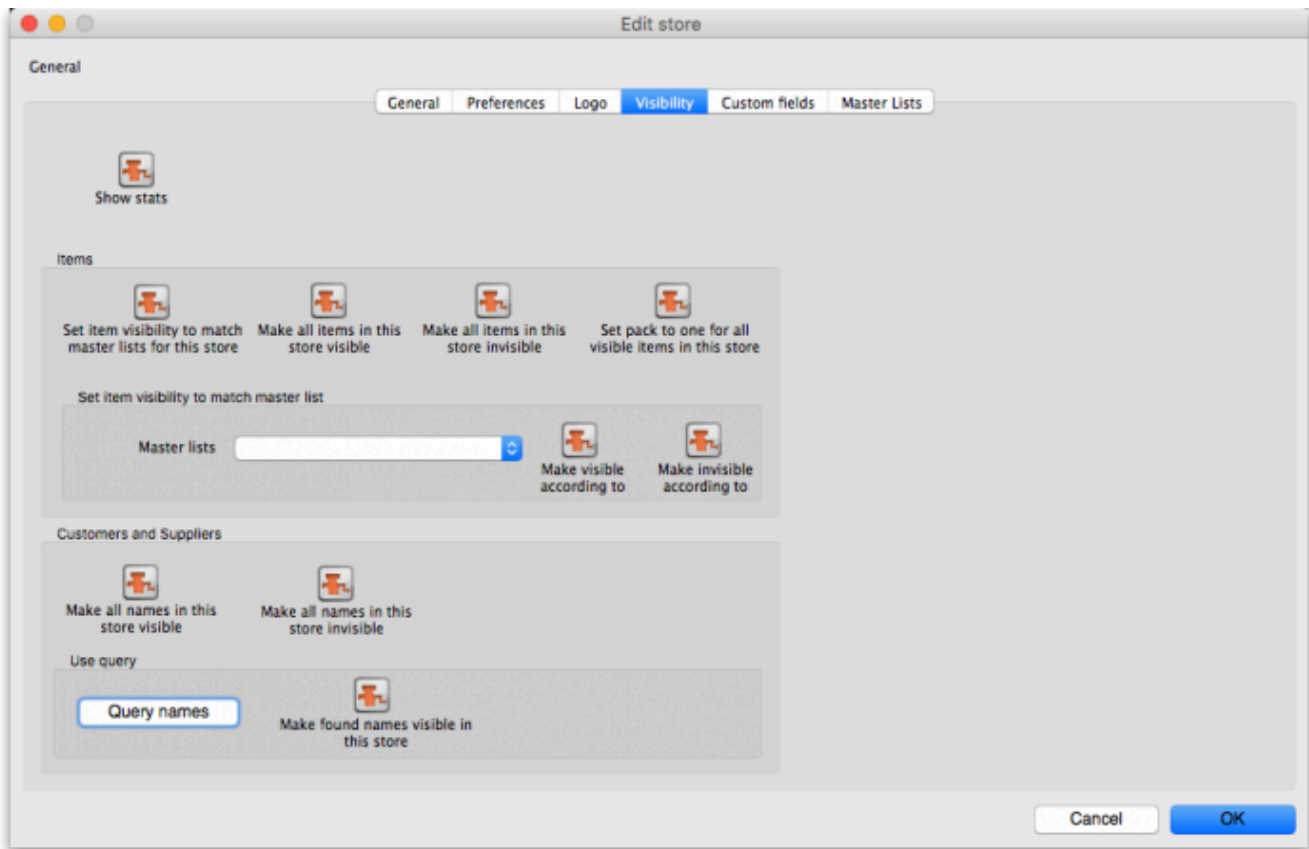 Edit store
General
General Preferences Logo Visibility Custom fields Master Lists
Show stats
Items
Set item visibility to match
master lists for this store
Make all items in this
store visible
Make all items in this
store invisible
Set pack to one for all
visible items in this store
Set item visibility to match master list
Master lists
Make visible
according to
Make invisible
according to
Customers and Suppliers
Make all names in this
store visible
Make all names in this
store invisible
Use query
Query names
Make found names visible in
this store
Cancel OK